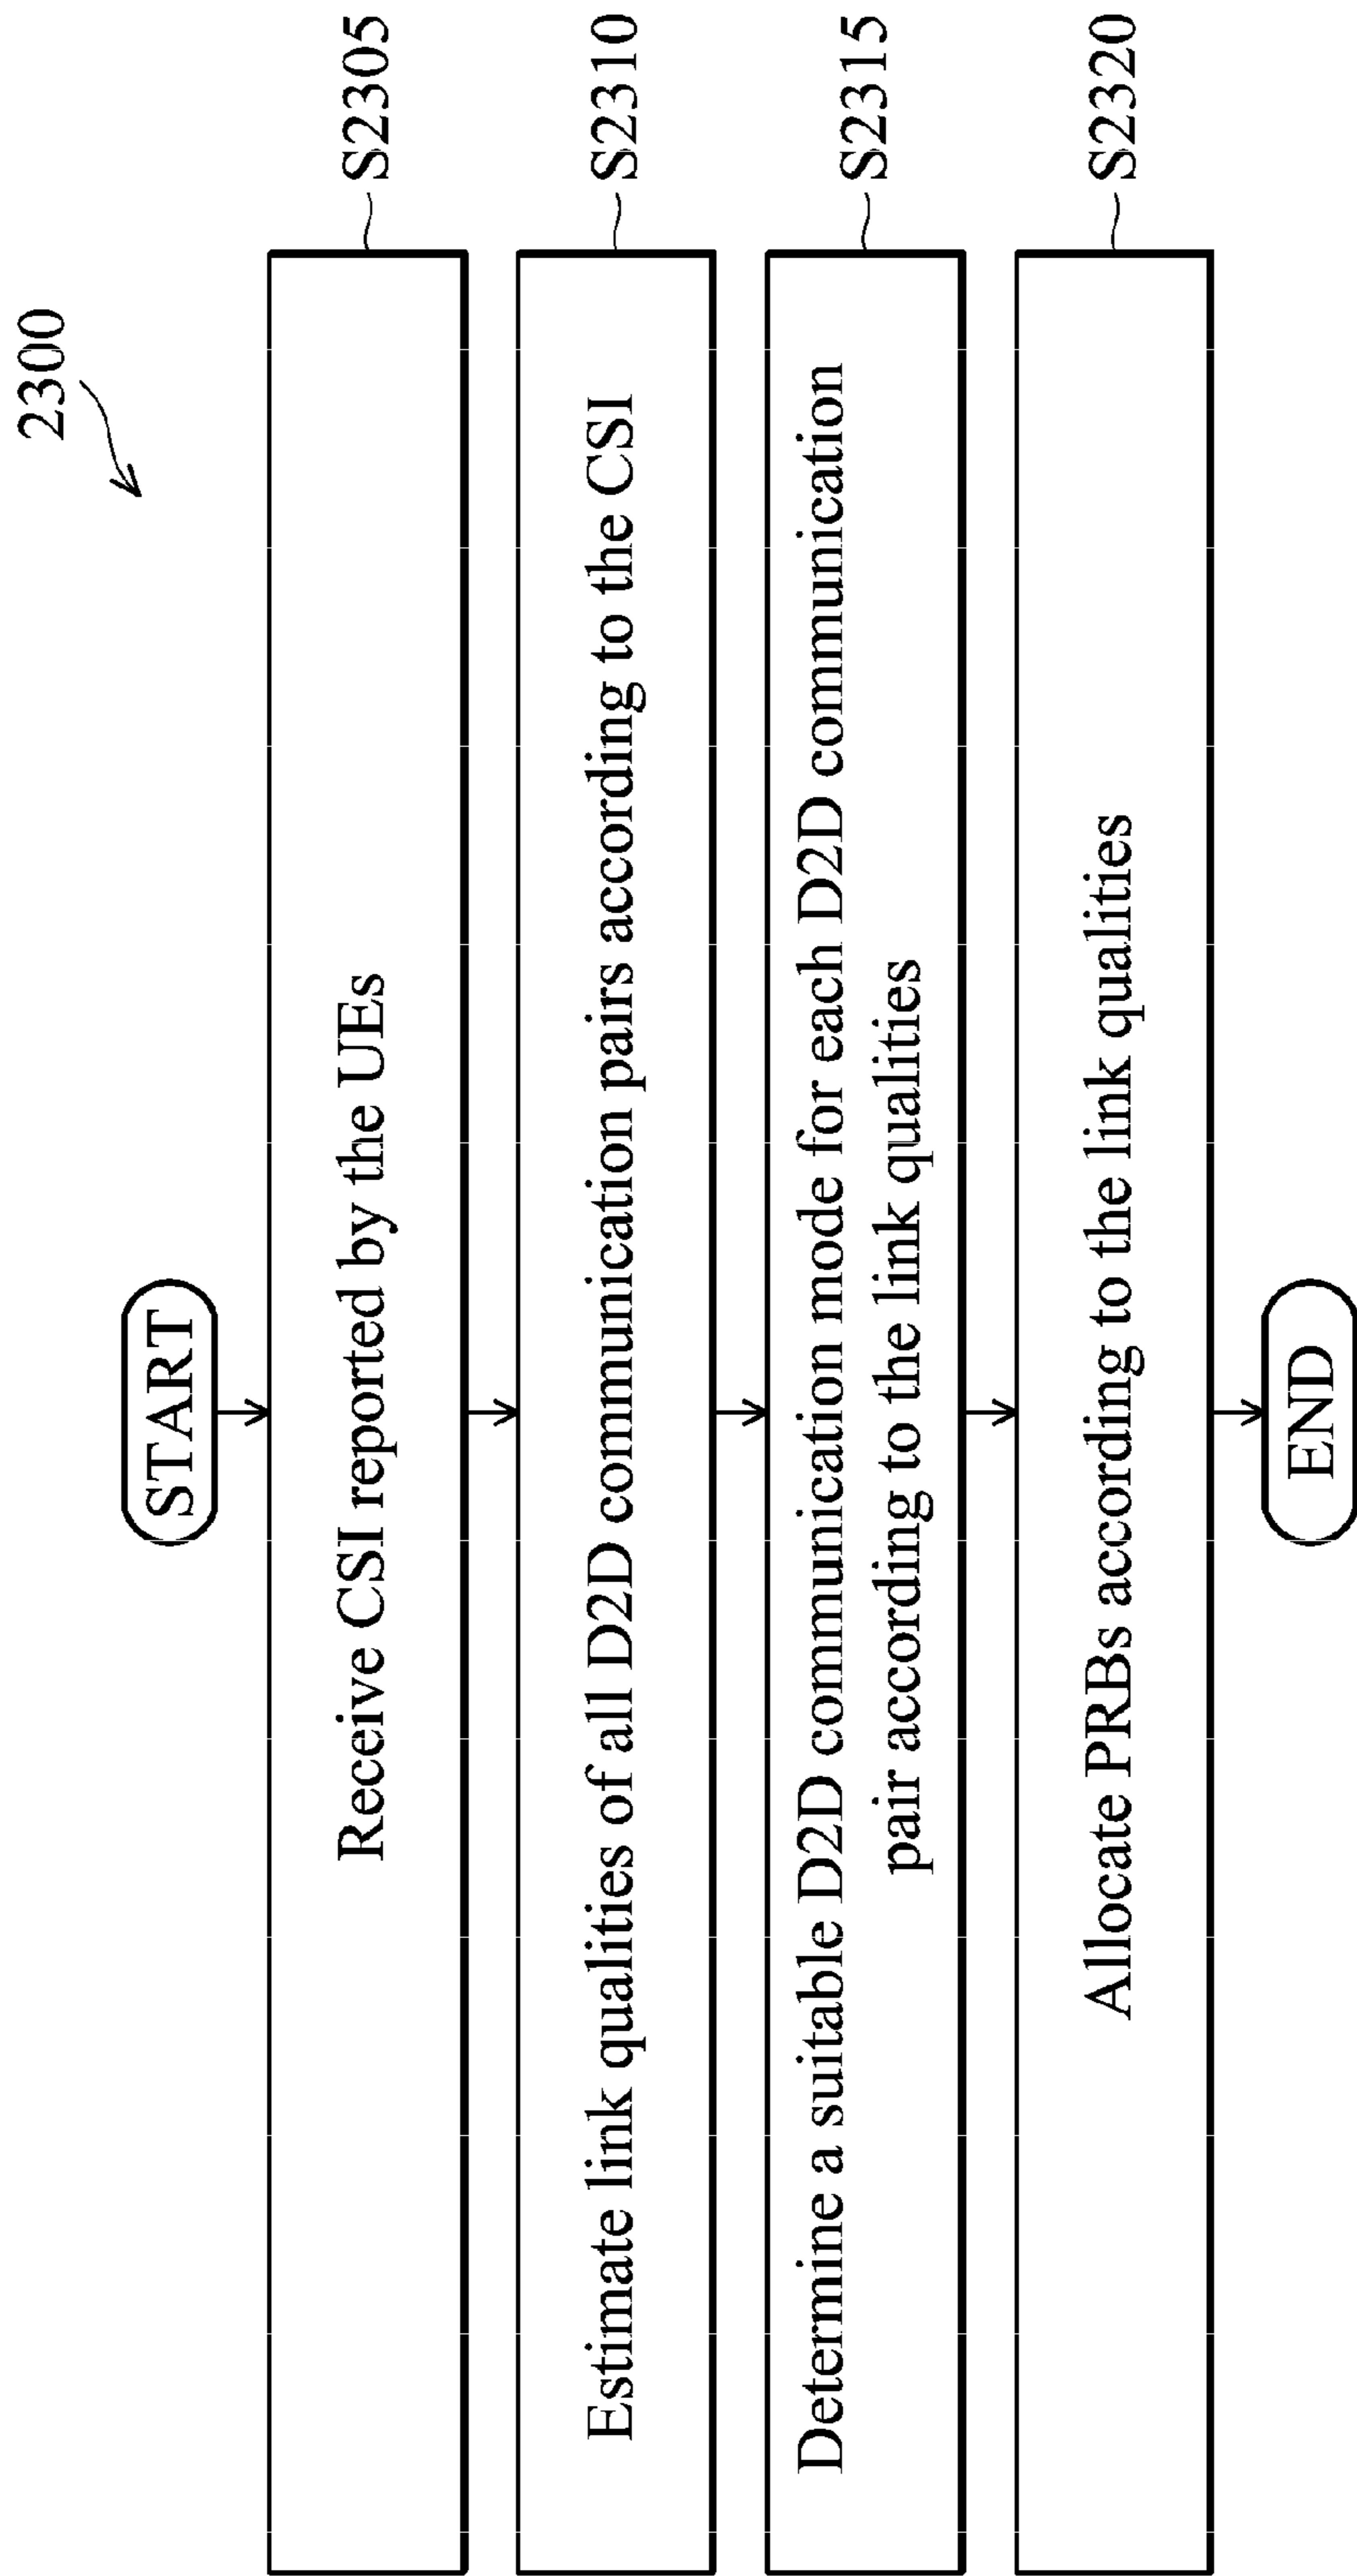 2300
START
Receive CSI reported by the UEs
S2305
Estimate link qualities of all D2D communication pairs according to the CSI
S2310
Determine a suitable D2D communication mode for each D2D communication
pair according to the link qualities
S2315
Allocate PRBs according to the link qualities
S2320
END